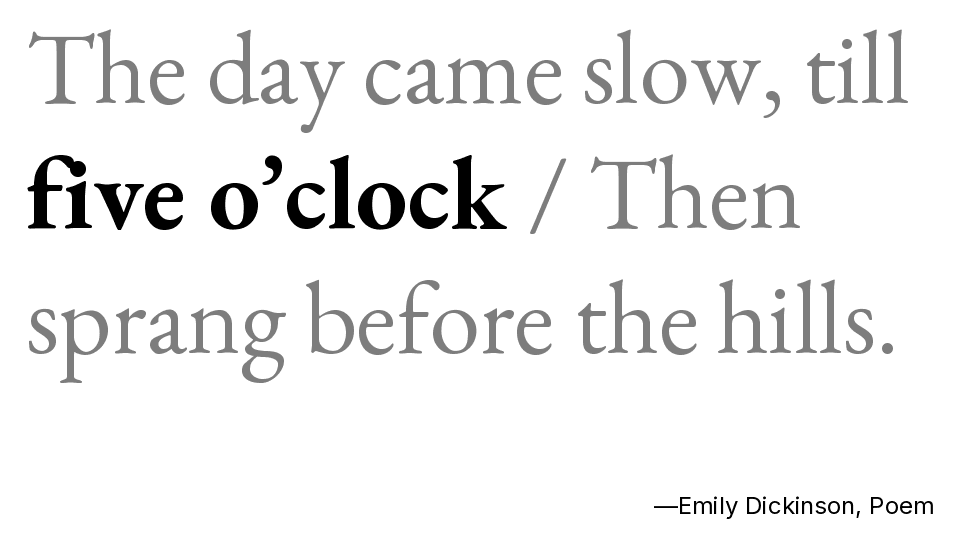 The day came slow, till
five o’clock / Then
sprang before the hills.
—Emily Dickinson, Poem